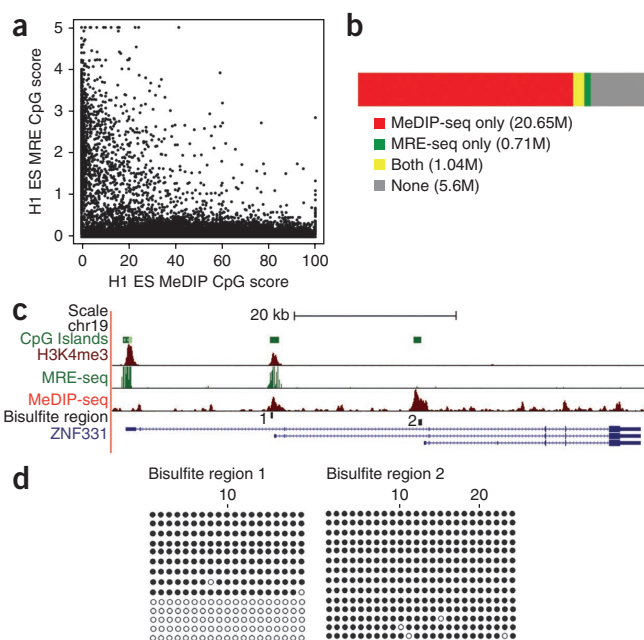 a
H1 ES MRE CpG score
5
4
3
2
1
0
0 20 40 60 80 100
H1 ES MeDIP CpG score
b
MeDIP-seq only (20.65M)
MRE-seq only (0.71M)
Both (1.04M)
None (5.6M)
c
Scale
20 kb
chr19
CpG Islands
H3K4me3
MRE-seq
MeDIP-seq
Bisulfite region
1
2
ZNF331
d
Bisulfite region 1
10
Bisulfite region 2
10 20